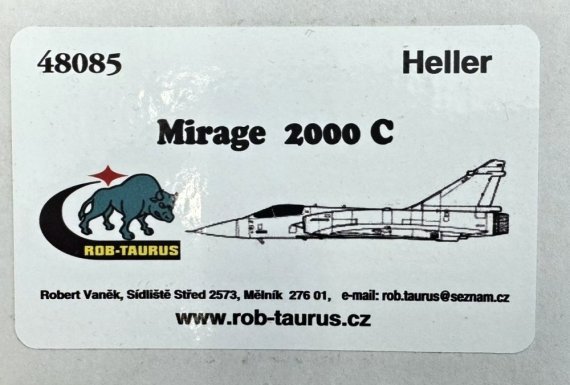 48085 Heller
Mirage 2000 C
ROB-TAURUS
Robert Vaněk, Sídliště Střed 2573, Mělník 276 01, e-mail: rob.taurus@seznam.cz
www.rob-taurus.cz